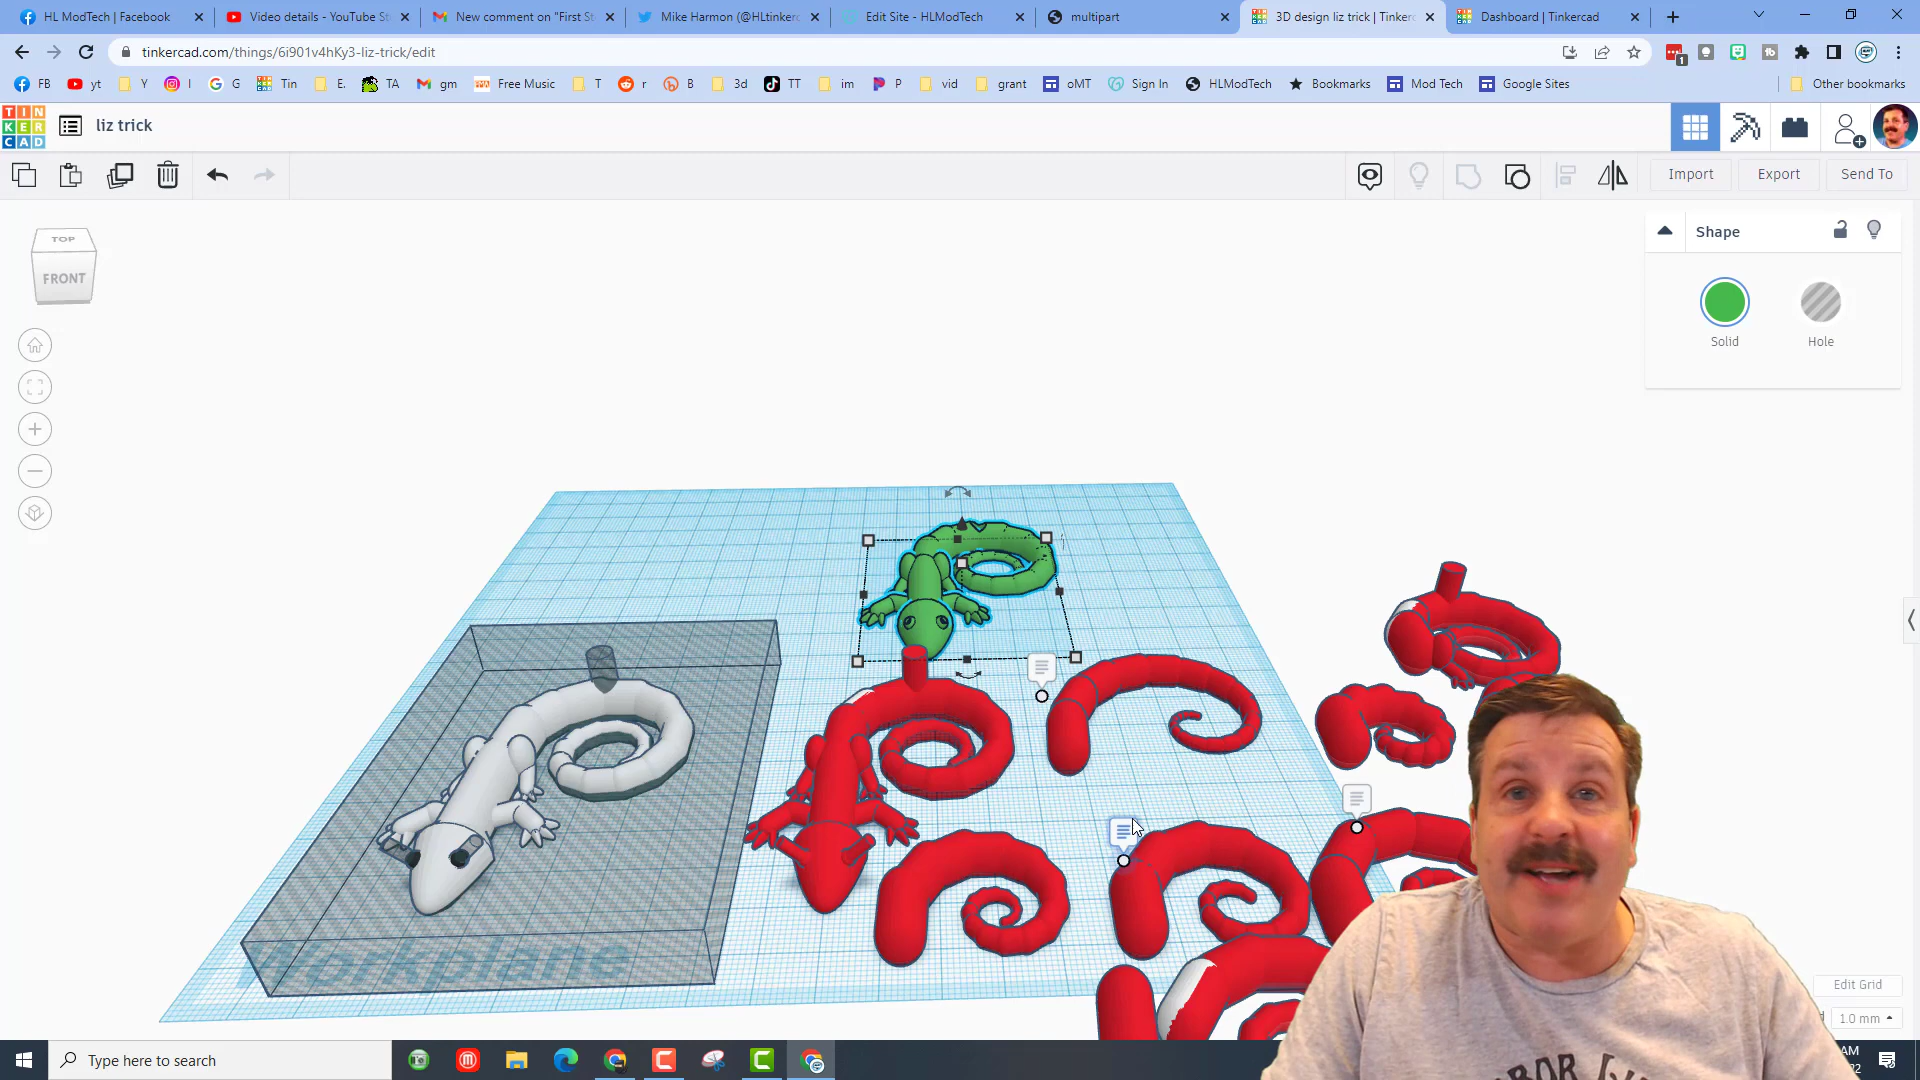 HL ModTech | Facebook
Video details - YouTube St
New comment on "First St
Mike Harmon (@HLtinkerc
Edit Site - HLModTech
multipart
3D design liz trick | Tinkerc
Dashboard | Tinkercad
tinkercad.com/things/6i901v4hKy3-liz-trick/edit
1
FB
yt
Y
I
G
Tin
E.
TA
gm
Free Music
T
r
B
3d
TT
im
P
vid
grant
oMT
Sign In
HLModTech
Bookmarks
Mod Tech
Google Sites
Other bookmarks
TIN
KER
CAD
liz trick
Import
Export
Send To
TOP
FRONT
Shape
Solid
Hole
Workplane
Edit Grid
1.0 mm
Type here to search
AM